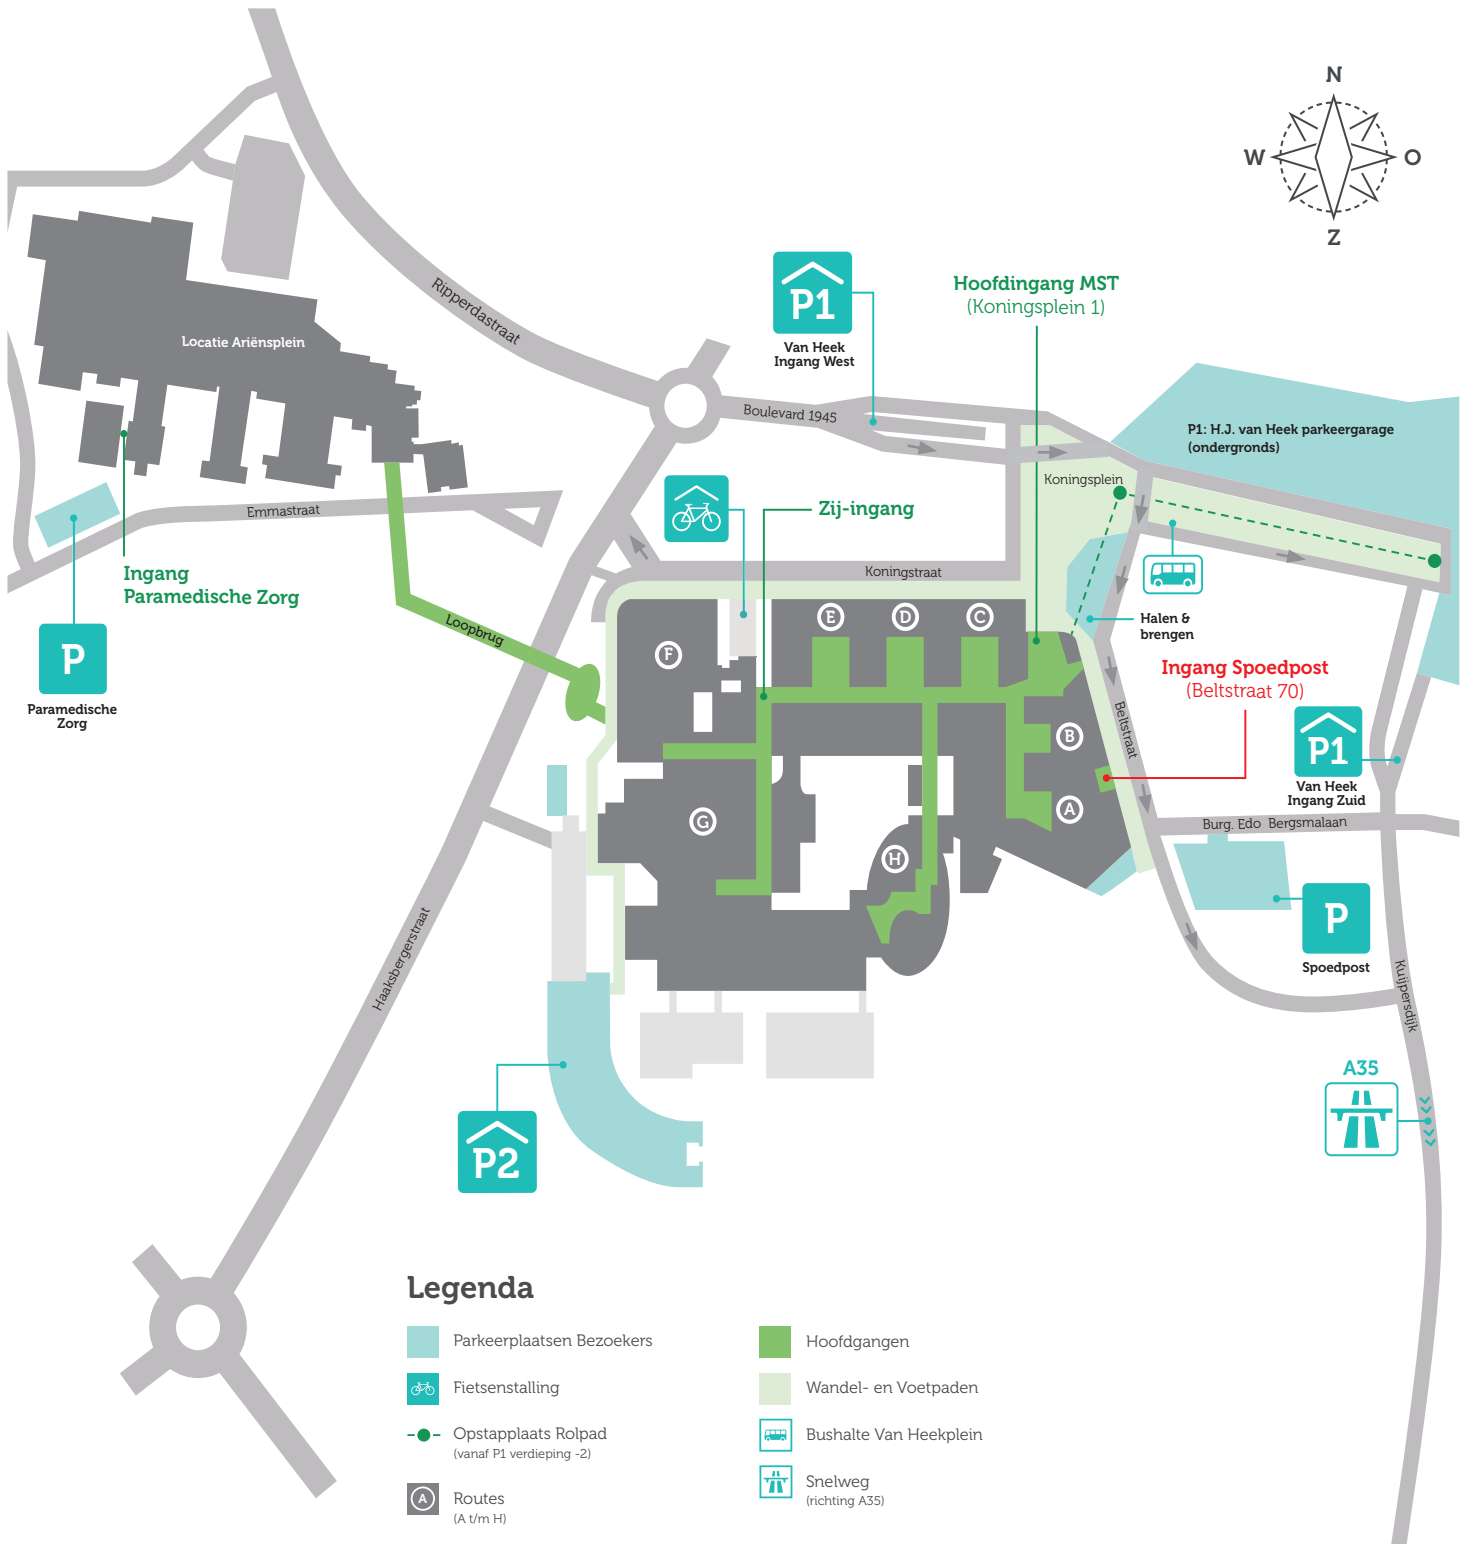 N
W
O
Z
P1
Van Heek
Ingang West
Hoofdingang MST
(Koningsplein 1)
Ripperdastraat
Locatie Ariënsplein
Boulevard 1945
P1: H.J. van Heek parkeergarage
(ondergronds)
Koningsplein
Emmastraat
Zij-ingang
Koningstraat
Ingang
Paramedische Zorg
P
Paramedische
Zorg
Loopbrug
Halen &
brengen
Ingang Spoedpost
(Beltstraat 70)
E
D
C
F
B
A
G
H
Beltstraat
P1
Van Heek
Ingang Zuid
Burg. Edo Bergsmalaan
P
Spoedpost
Haaksbergerstraat
Kuijpersdijk
A35
P2
Legenda
Parkeerplaatsen Bezoekers
Fietsenstalling
Opstapplaats Rolpad
(vanaf P1 verdieping -2)
A
Routes
(A t/m H)
Hoofdgangen
Wandel- en Voetpaden
Bushalte Van Heekplein
Snelweg
(richting A35)